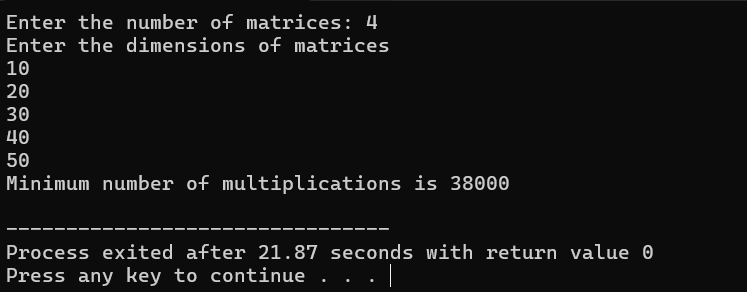 Enter the number of matrices: 4
Enter the dimensions of matrices
10
20
30
40
50
Minimum number of multiplications is 38000
--------------------------------
Process exited after 21.87 seconds with return value 0
Press any key to continue . . .